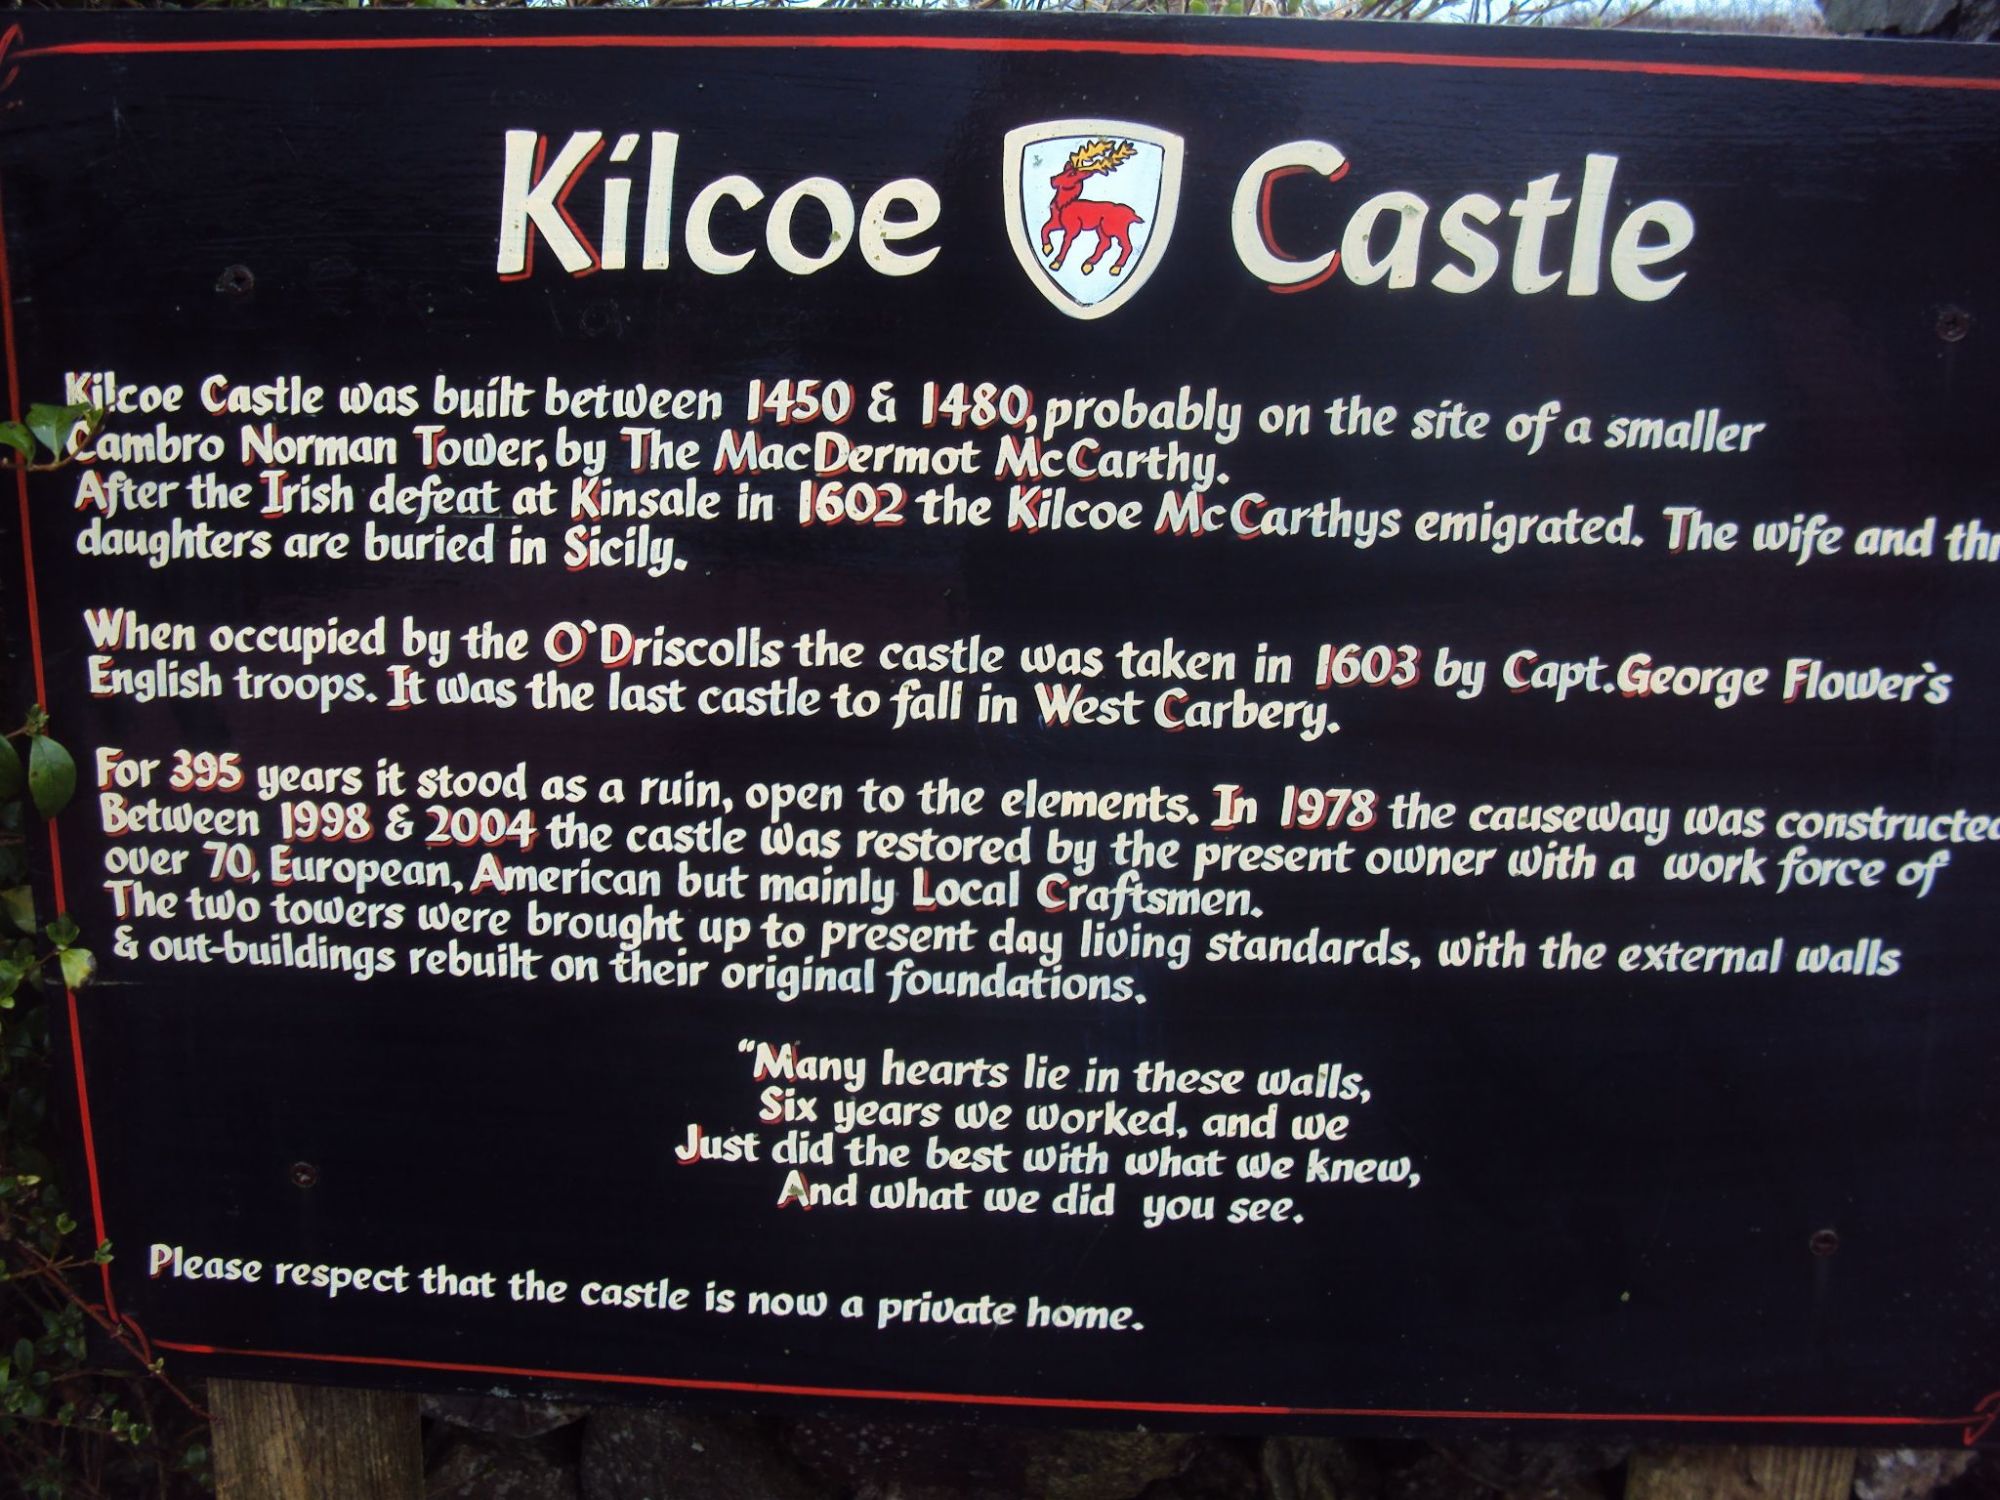 Kilcoe Castle
Kilcoe Castle was built between 1450 & 1480, probably on the site of a smaller
Cambro Norman Tower, by The MacDermot McCarthy.
After the Irish defeat at Kinsale in 1602 the Kilcoe McCarthys emigrated. The wife and
daughters are buried in Sicily.
When occupied by the O`Driscolls the castle was taken in 1603 by Capt. George Flower`s
English troops. It was the last castle to fall in West Carbery.
For 395 years it stood as a ruin, open to the elements. In 1978 the causeway was constructed
Between 1998 & 2004 the castle was restored by the present owner with a work force of
over 70, European, American but mainly Local Craftsmen.
The two towers were brought up to present day living standards, with the external walls
& out-buildings rebuilt on their original foundations.
“Many hearts lie in these walls,
Six years we worked, and we
Just did the best with what we knew,
And what we did you see.
Please respect that the castle is now a private home.